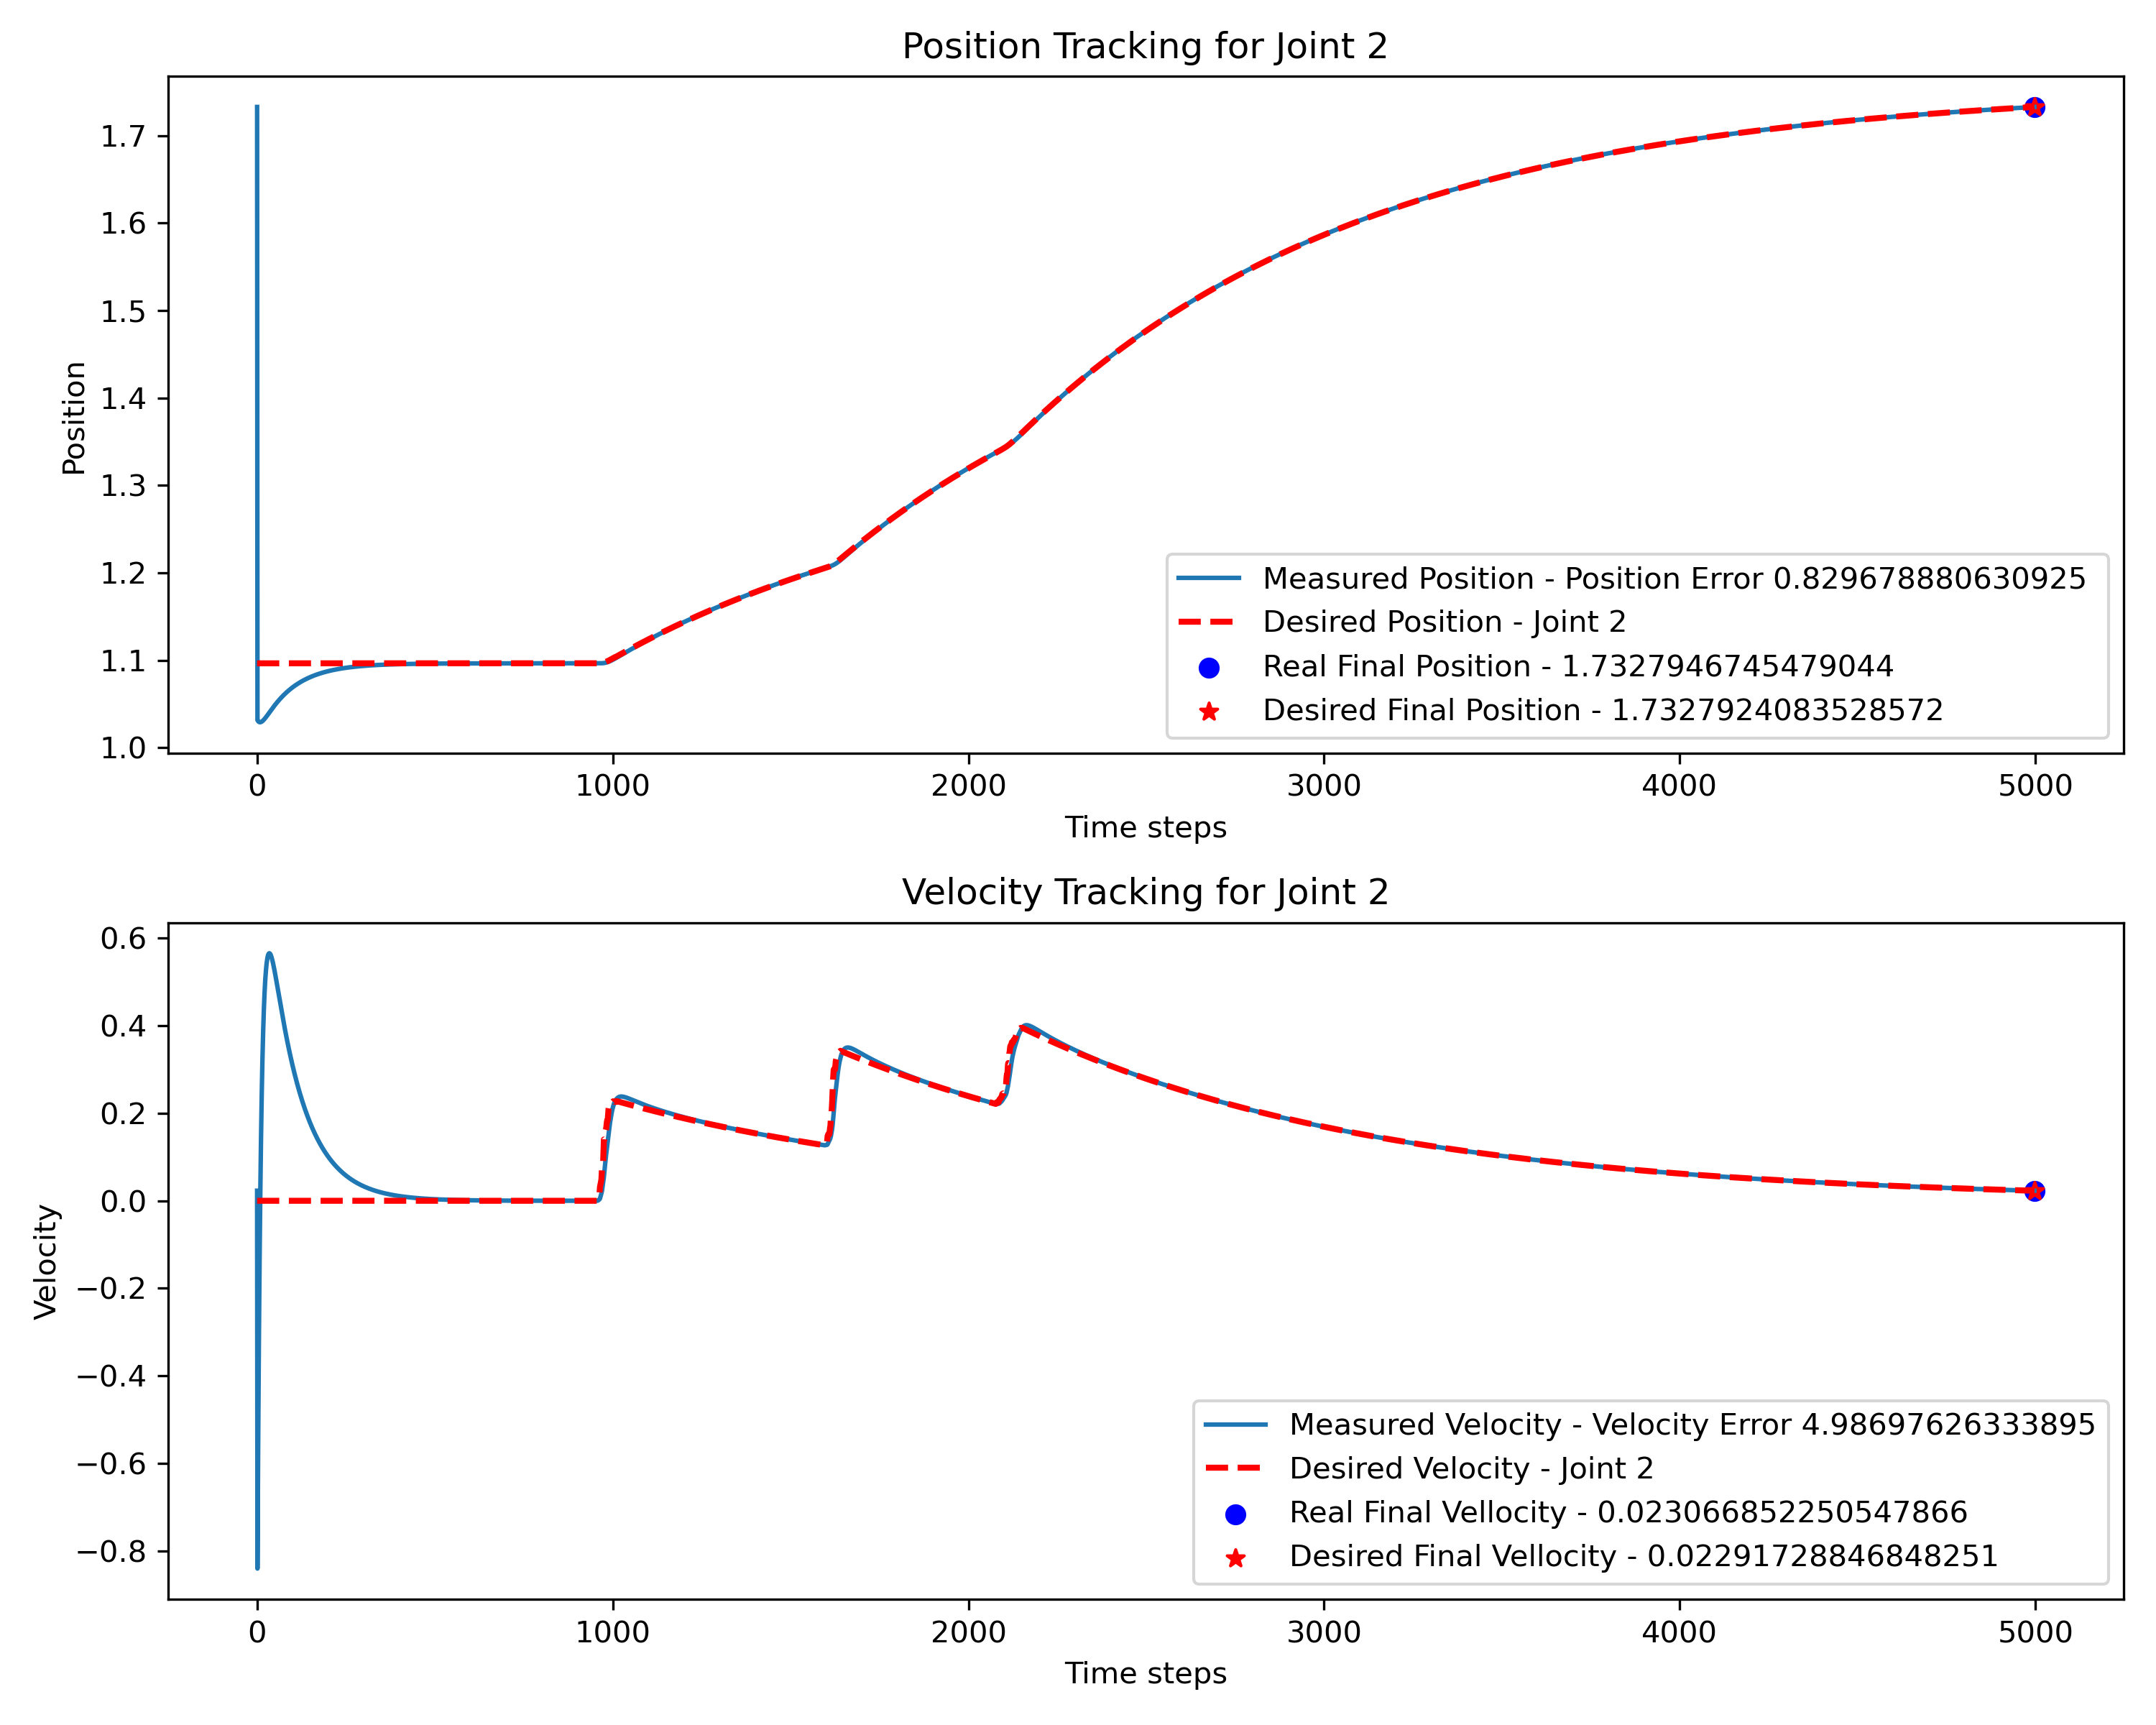 Position Tracking for Joint 2
Position
1.7
1.6
1.5
1.4
1.3
1.2
1.1
1.0
Measured Position - Position Error 0.829678880630925
Desired Position - Joint 2
Real Final Position - 1.7327946745479044
Desired Final Position - 1.7327924083528572
0 1000 2000 3000 4000 5000
Time steps
Velocity Tracking for Joint 2
Velocity
0.6
0.4
0.2
0.0
−0.2
−0.4
−0.6
−0.8
Measured Velocity - Velocity Error 4.98697626333895
Desired Velocity - Joint 2
Real Final Vellocity - 0.023066852250547866
Desired Final Vellocity - 0.02291728846848251
0 1000 2000 3000 4000 5000
Time steps